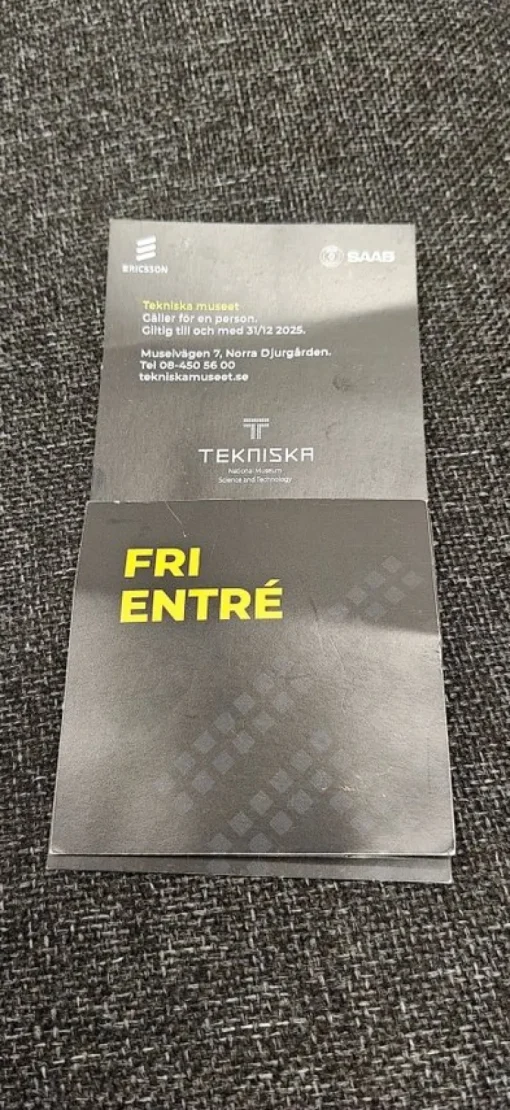 ERICSSON
SAAB
Tekniska museet
Gäller för en person.
Giltig till och med 31/12 2025.
Museivägen 7, Norra Djurgården.
Tel 08-450 56 00
tekniskamuseet.se
TEKNISKA
National Museum
Science and Technology
FRI
ENTRÉ